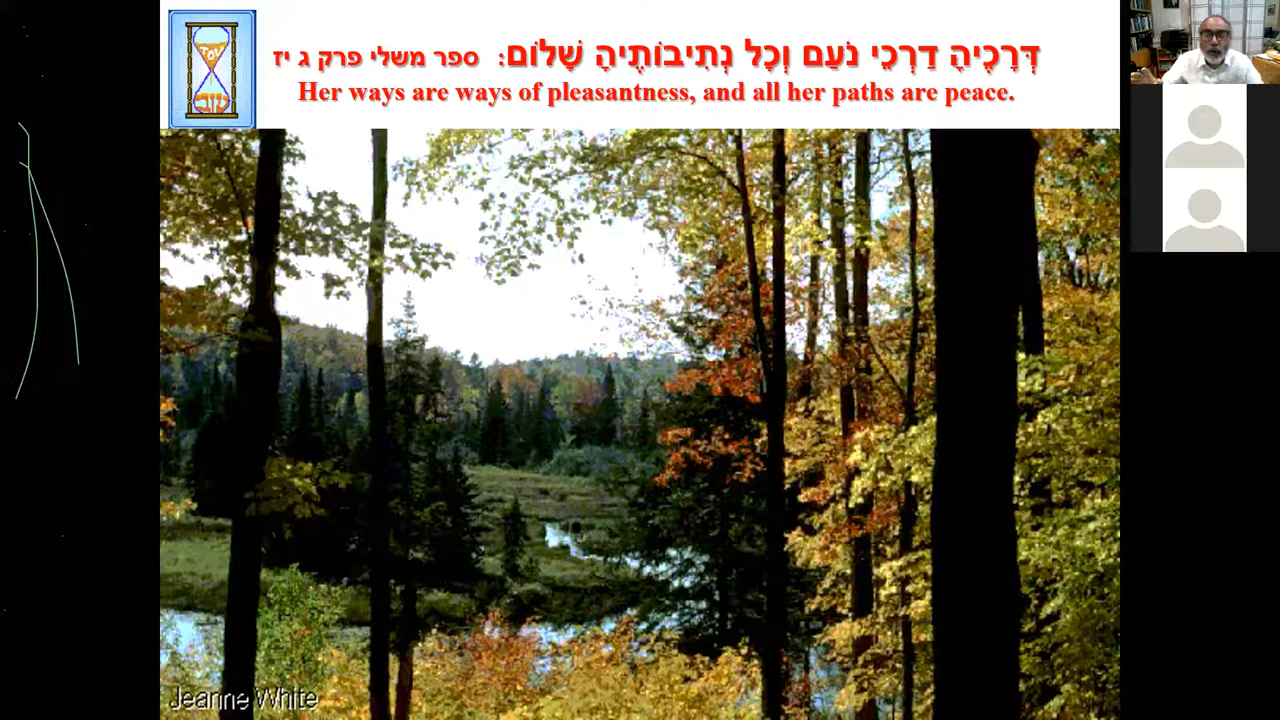 דְּרָכֶיהָ דַרְכֵי נֹעַם וְכָל נְתִיבוֹתֶיהָ שָׁלוֹם: ספר משלי פרק ג יז
Her ways are ways of pleasantness, and all her paths are peace.
Jeanne White